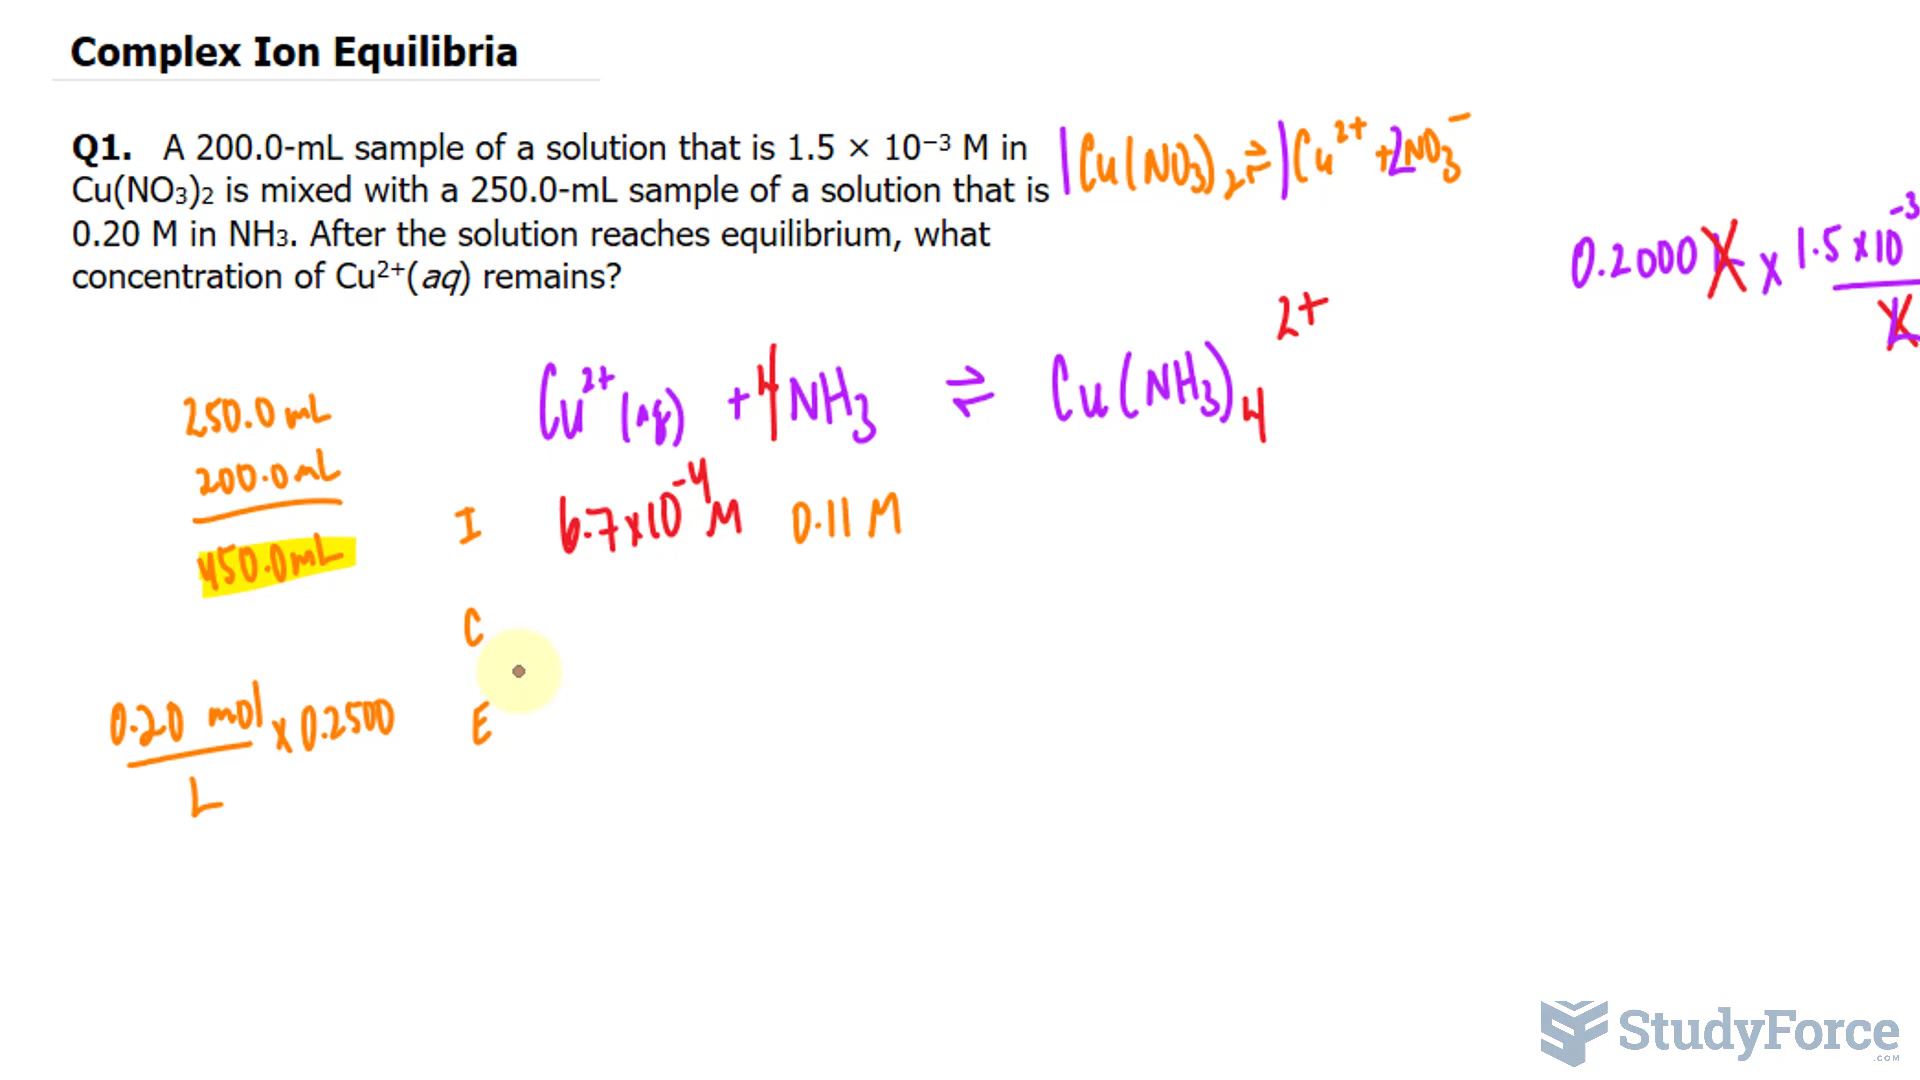 Complex Ion Equilibria
Q1. A 200.0-mL sample of a solution that is 1.5 × 10⁻³ M in
Cu(NO₃)₂ is mixed with a 250.0-mL sample of a solution that is
0.20 M in NH₃. After the solution reaches equilibrium, what
concentration of Cu²⁺(aq) remains?
1Cu(NO₃)₂ ⇌ 1Cu²⁺ + 2NO₃⁻
0.2000 L × 1.5×10⁻³
L
Cu²⁺(aq) + 4NH₃ ⇌ Cu(NH₃)₄²⁺
250.0 mL
200.0 mL
450.0 mL
I 6.7×10⁻⁴ M 0.11 M
C
E
0.20 mol × 0.2500
L
StudyForce
.COM